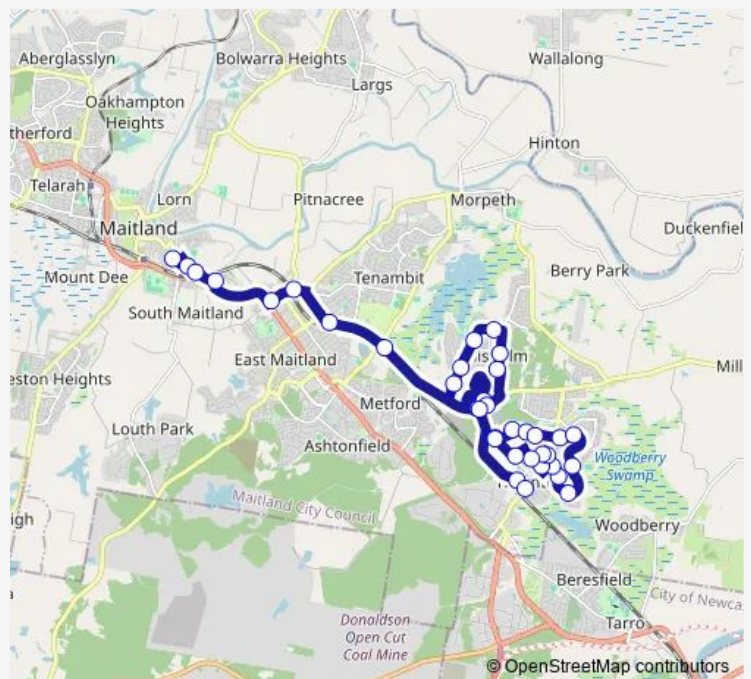 Aberglasslyn
Bolwarra Heights
Wallalong
Largs
Oakhampton
Heights
therford
Hinton
Telarah
Lorn
Pitnacree
Morpeth
Maitland
Duckenfiel
Mount Dee
Tenambit
Berry Park
South Maitland
East Maitland
Mill
eston Heights
Metford
Louth Park
Ashtonfield
Woodberry
Swamp
Maitland City Council
igh
Woodberry
Beresfield
City of Newca
Donaldson
Open Cut
Coal Mine
Tarro
© OpenStreetMap contributors